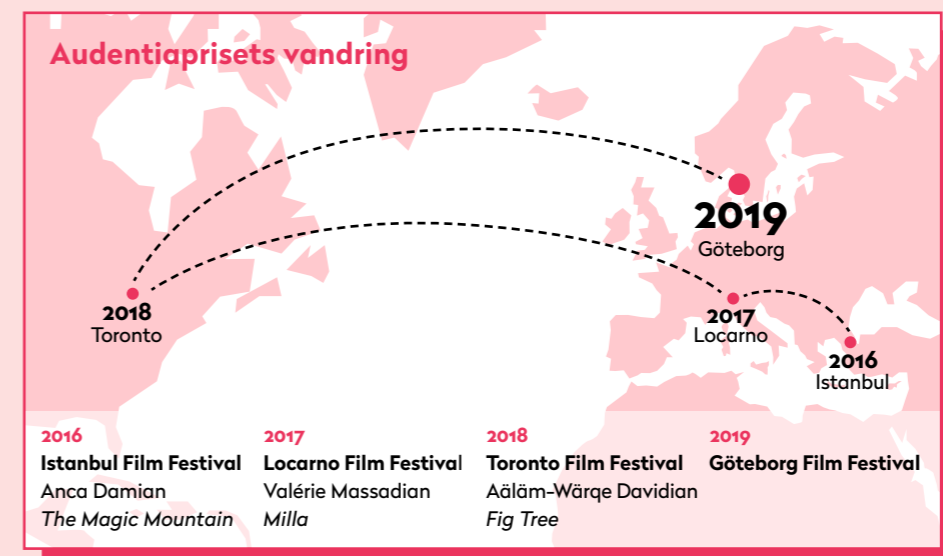 Audentiaprisets vandring
2019
Göteborg
2018
Toronto
2017
Locarno
2016
Istanbul
2016
Istanbul Film Festival
Anca Damian
The Magic Mountain
2017
Locarno Film Festival
Valérie Massadian
Milla
2018
Toronto Film Festival
Aäläm-Wärqe Davidian
Fig Tree
2019
Göteborg Film Festival